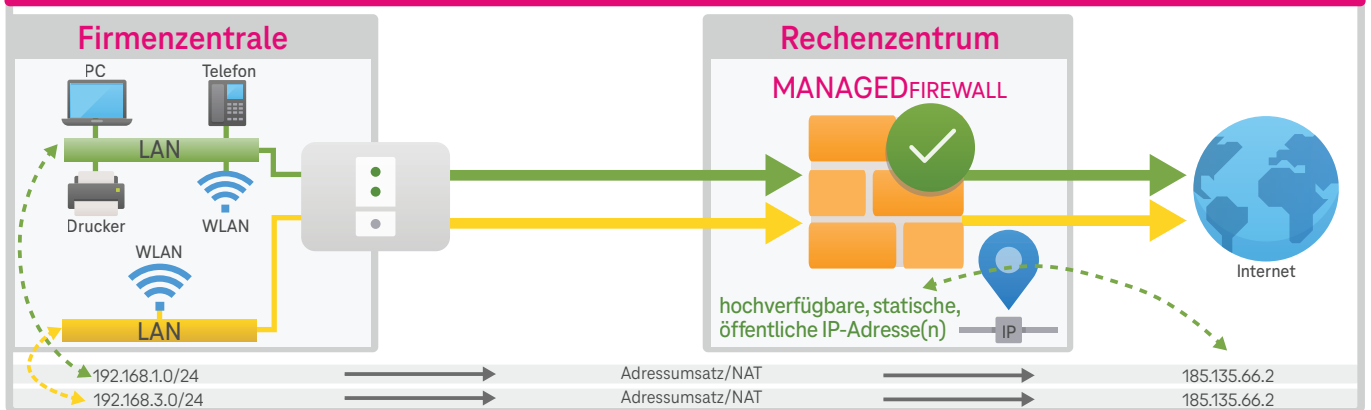 Firmenzentrale
PC
Telefon
LAN
Drucker
WLAN
WLAN
LAN
Rechenzentrum
MANAGEDFIREWALL
hochverfügbare, statische,
öffentliche IP-Adresse(n)
IP
Internet
192.168.1.0/24 Adressumsatz/NAT 185.135.66.2
192.168.3.0/24 Adressumsatz/NAT 185.135.66.2